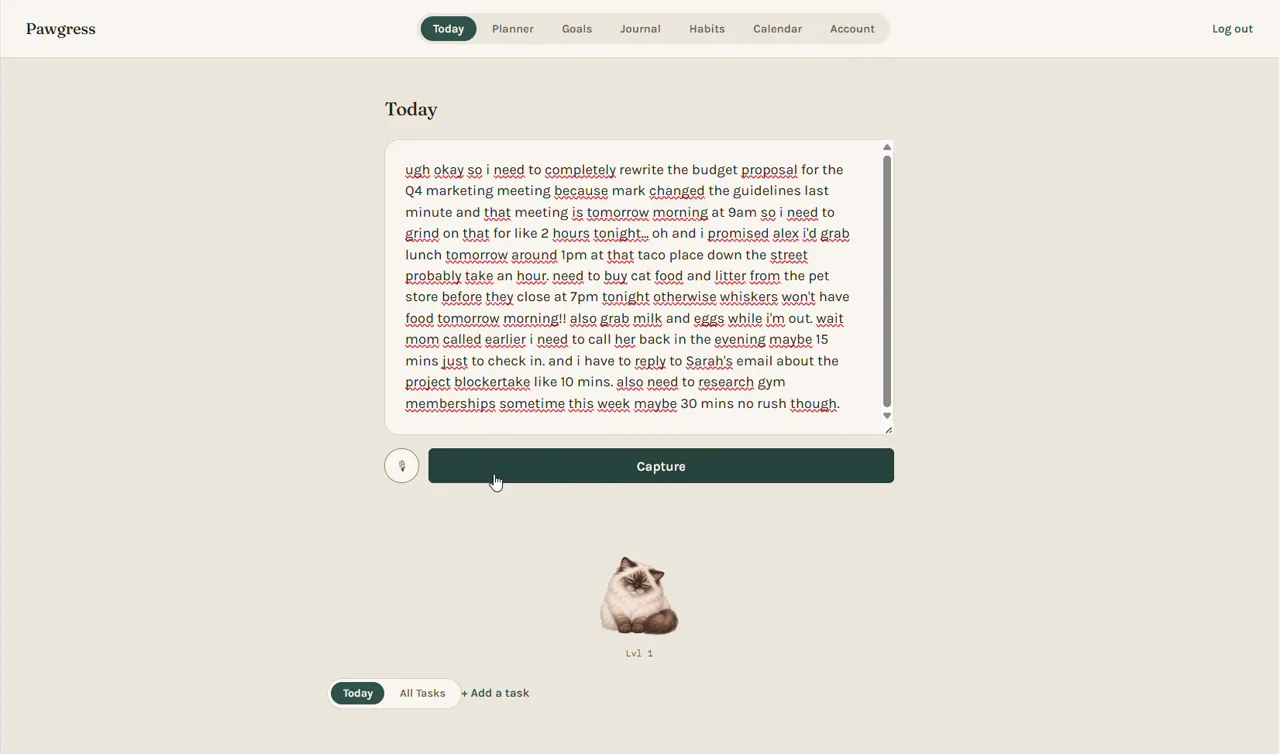 Pawgress
Today
Planner
Goals
Journal
Habits
Calendar
Account
Log out
Today
ugh okay so i need to completely rewrite the budget proposal for the
Q4 marketing meeting because mark changed the guidelines last
minute and that meeting is tomorrow morning at 9am so i need to
grind on that for like 2 hours tonight... oh and i promised alex i'd grab
lunch tomorrow around 1pm at that taco place down the street
probably take an hour. need to buy cat food and litter from the pet
store before they close at 7pm tonight otherwise whiskers won't have
food tomorrow morning!! also grab milk and eggs while i'm out. wait
mom called earlier i need to call her back in the evening maybe 15
mins just to check in. and i have to reply to Sarah's email about the
project blockertake like 10 mins. also need to research gym
memberships sometime this week maybe 30 mins no rush though.
Capture
Lvl 1
Today
All Tasks
+ Add a task